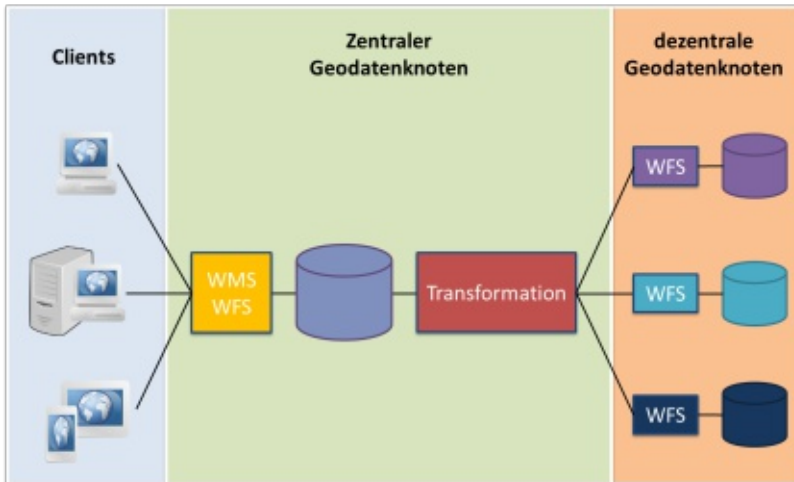 Clients
Zentraler
Geodatenknoten
dezentrale
Geodatenknoten
WMS
WFS
Transformation
WFS
WFS
WFS